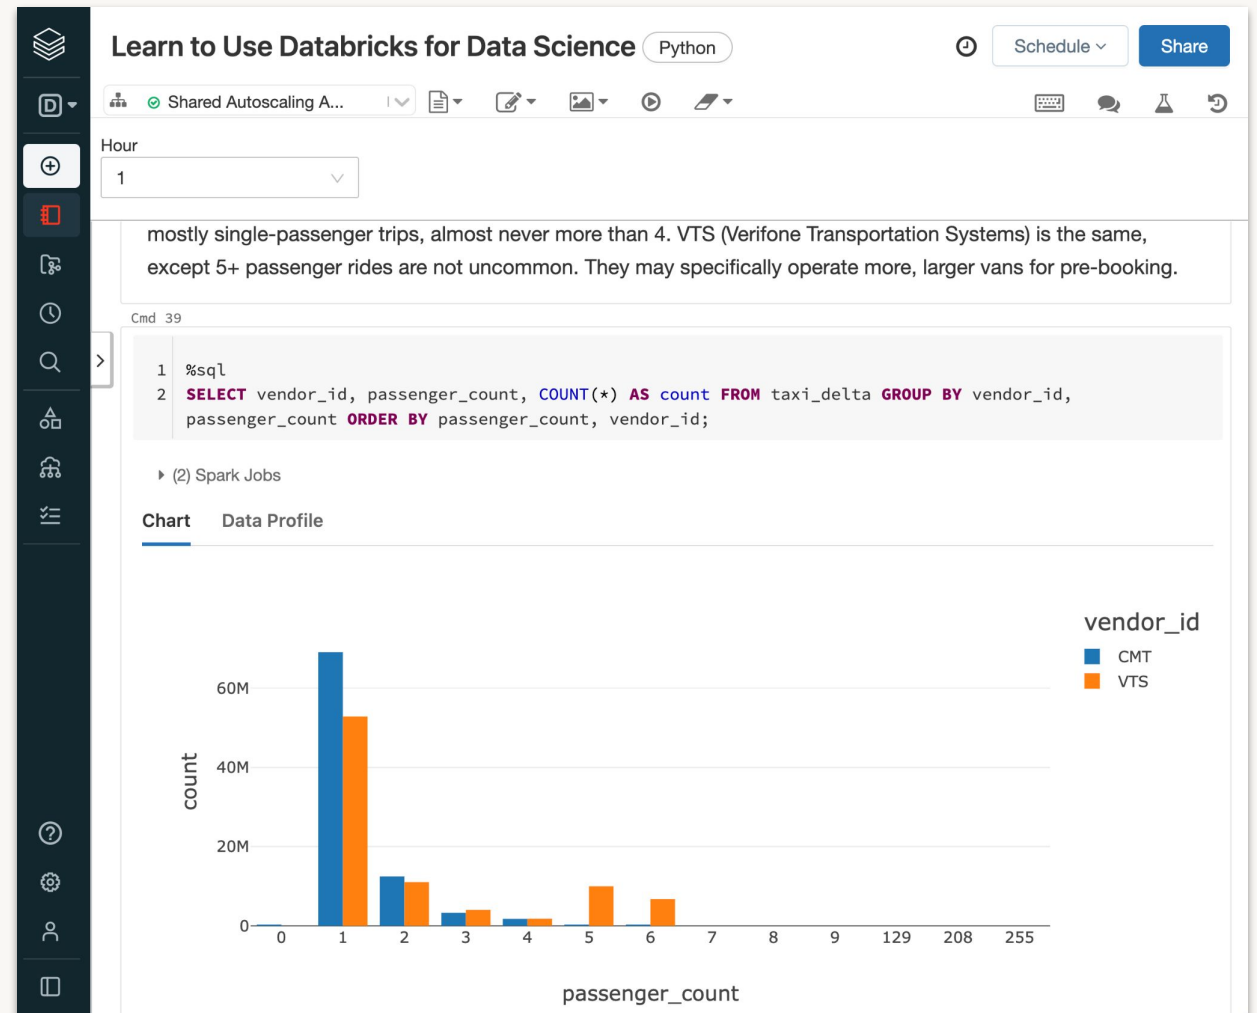 Learn to Use Databricks for Data Science Python
Schedule
Share
D
Shared Autoscaling A...
Hour
1
mostly single-passenger trips, almost never more than 4. VTS (Verifone Transportation Systems) is the same,
except 5+ passenger rides are not uncommon. They may specifically operate more, larger vans for pre-booking.
Cmd 39
1 %sql
2 SELECT vendor_id, passenger_count, COUNT(*) AS count FROM taxi_delta GROUP BY vendor_id,
passenger_count ORDER BY passenger_count, vendor_id;
(2) Spark Jobs
Chart Data Profile
vendor_id
CMT
VTS
60M
40M
20M
0
count
0 1 2 3 4 5 6 7 8 9 129 208 255
passenger_count